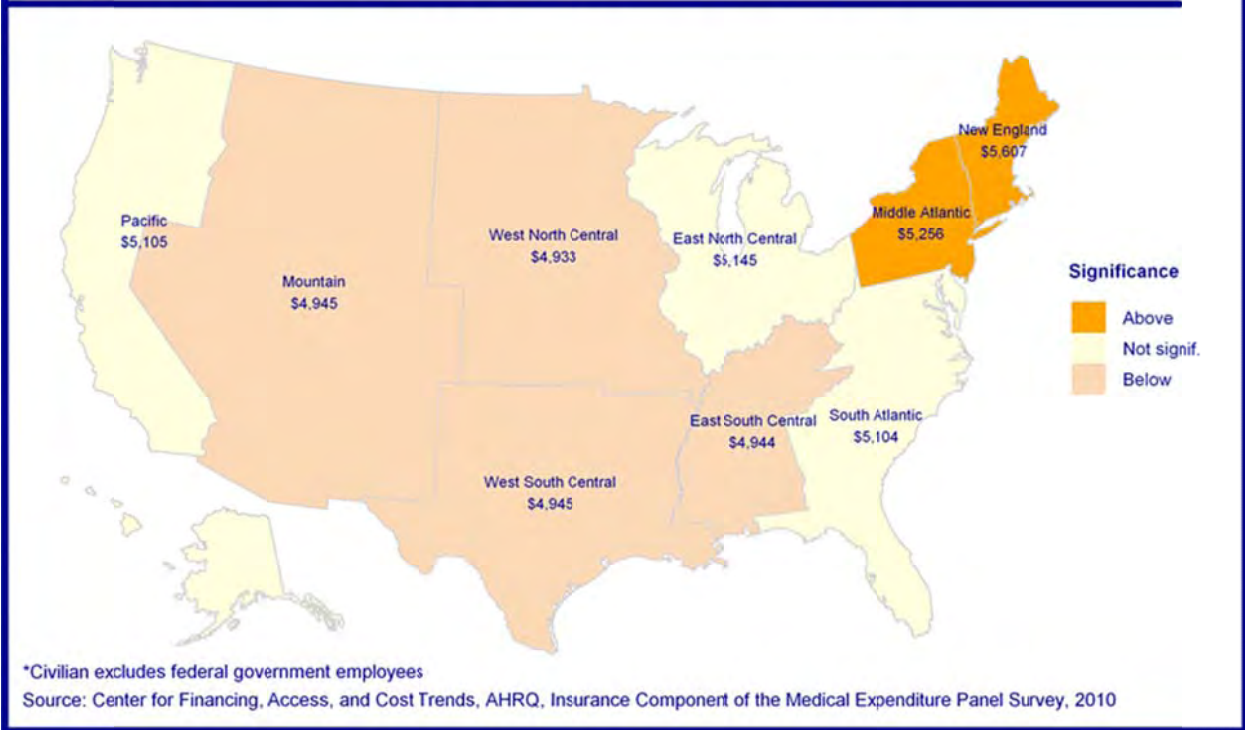 New England
$5,607
Middle Atlantic
$5,256
Pacific
$5,105
West North Central
$4,933
East North Central
$5,145
Mountain
$4,945
Significance
Above
Not signif.
Below
East South Central
$4,944
South Atlantic
$5,104
West South Central
$4,945
*Civilian excludes federal government employees
Source: Center for Financing, Access, and Cost Trends, AHRQ, Insurance Component of the Medical Expenditure Panel Survey, 2010